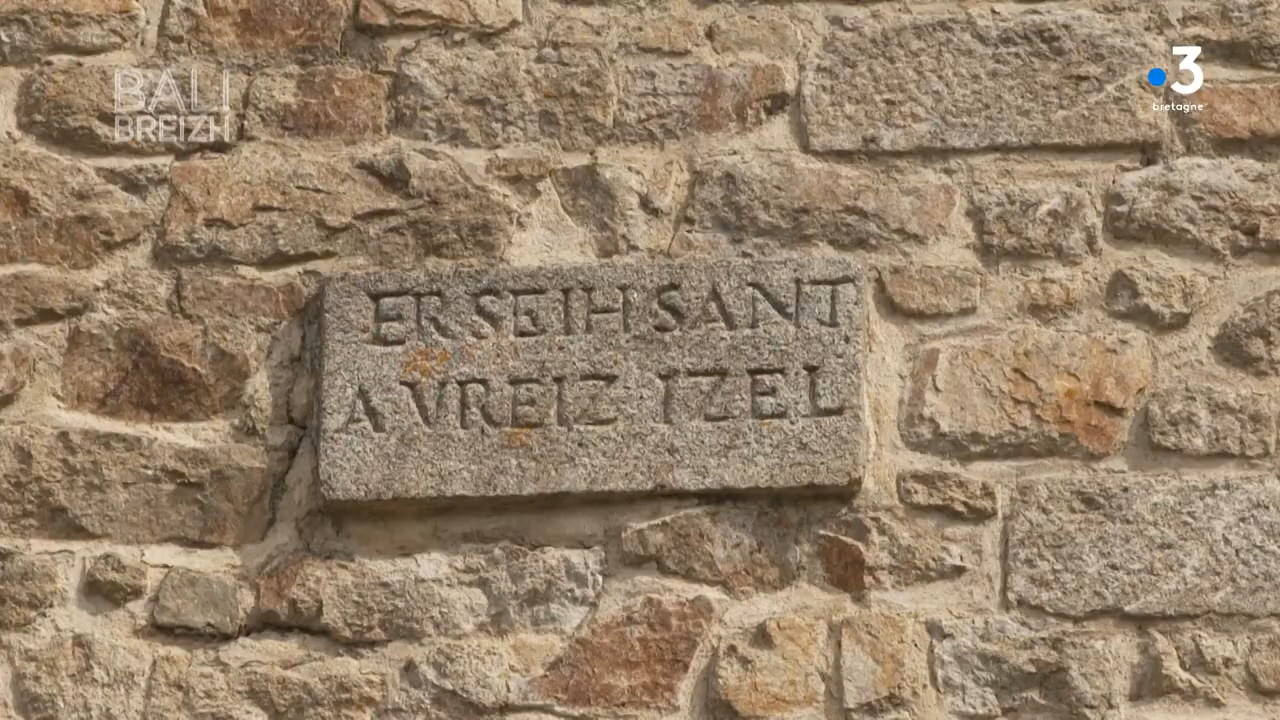 BALI
BREIZH
3
bretagne
ER SEIH SANT
A VREIZ IZEL